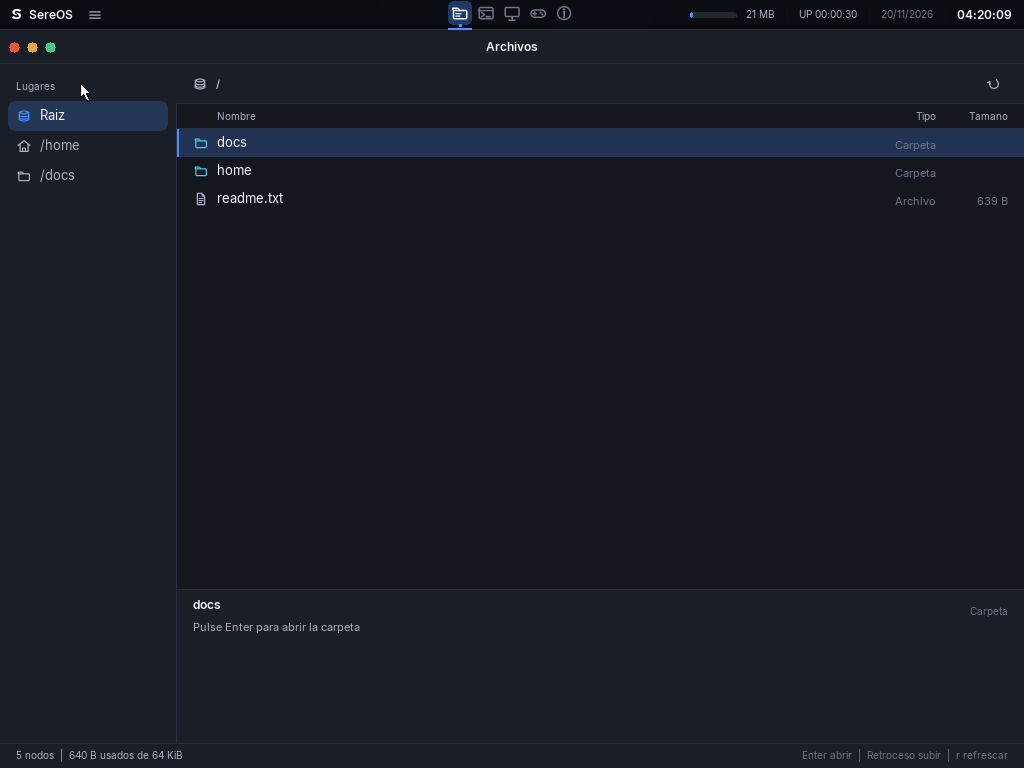 SereOS 21 MB UP 00:00:30 20/11/2026 04:20:09
Archivos
Lugares
Raiz
/home
/docs
/
Nombre Tipo Tamano
docs Carpeta
home Carpeta
readme.txt Archivo 639 B
docs Carpeta
Pulse Enter para abrir la carpeta
5 nodos | 640 B usados de 64 KiB Enter abrir | Retroceso subir | r refrescar